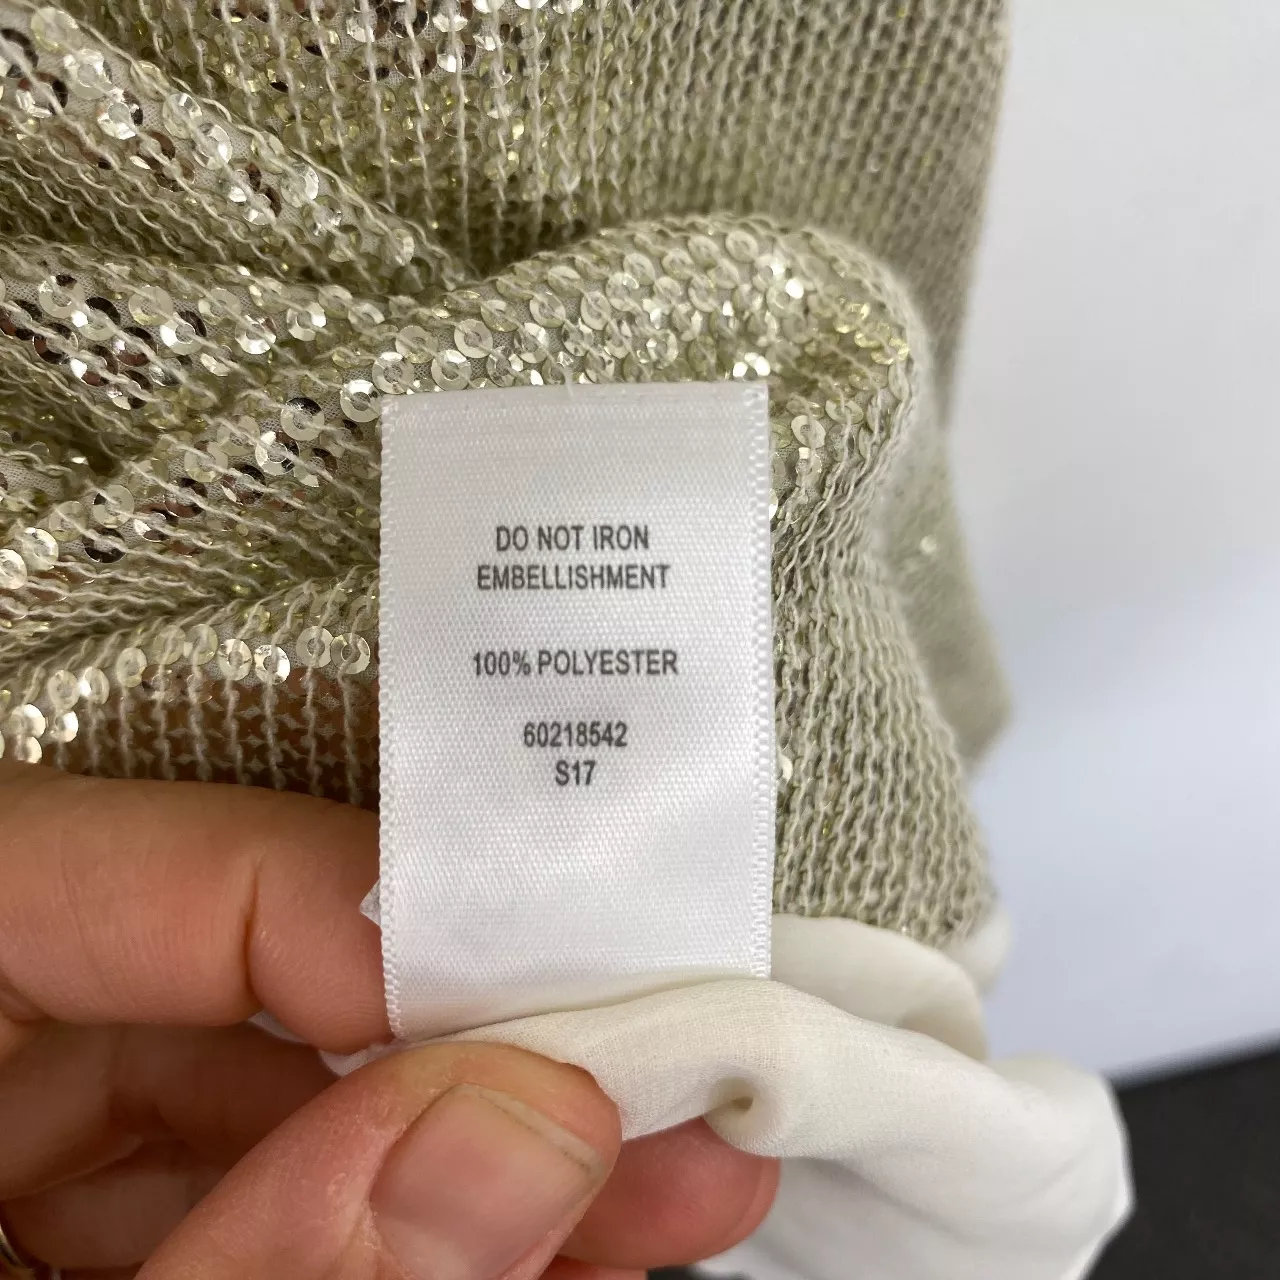 DO NOT IRON
EMBELLISHMENT
100% POLYESTER
60218542
S17